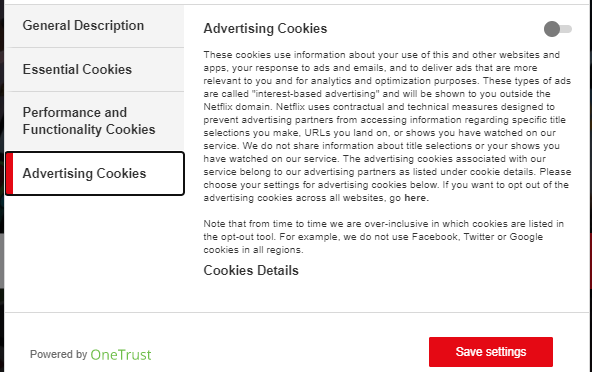 General Description
Essential Cookies
Performance and
Functionality Cookies
Advertising Cookies
Advertising Cookies
These cookies use information about your use of this and other websites and
apps, your response to ads and emails, and to deliver ads that are more
relevant to you and for analytics and optimization purposes. These types of ads
are called "interest-based advertising" and will be shown to you outside the
Netflix domain. Netflix uses contractual and technical measures designed to
prevent advertising partners from accessing information regarding specific title
selections you make, URLs you land on, or shows you have watched on our
service. We do not share information about title selections or your shows you
have watched on our service. The advertising cookies associated with our
service belong to our advertising partners as listed under cookie details. Please
choose your settings for advertising cookies below. If you want to opt out of the
advertising cookies across all websites, go here.
Note that from time to time we are over-inclusive in which cookies are listed in
the opt-out tool. For example, we do not use Facebook, Twitter or Google
cookies in all regions.
Cookies Details
Powered by OneTrust
Save settings